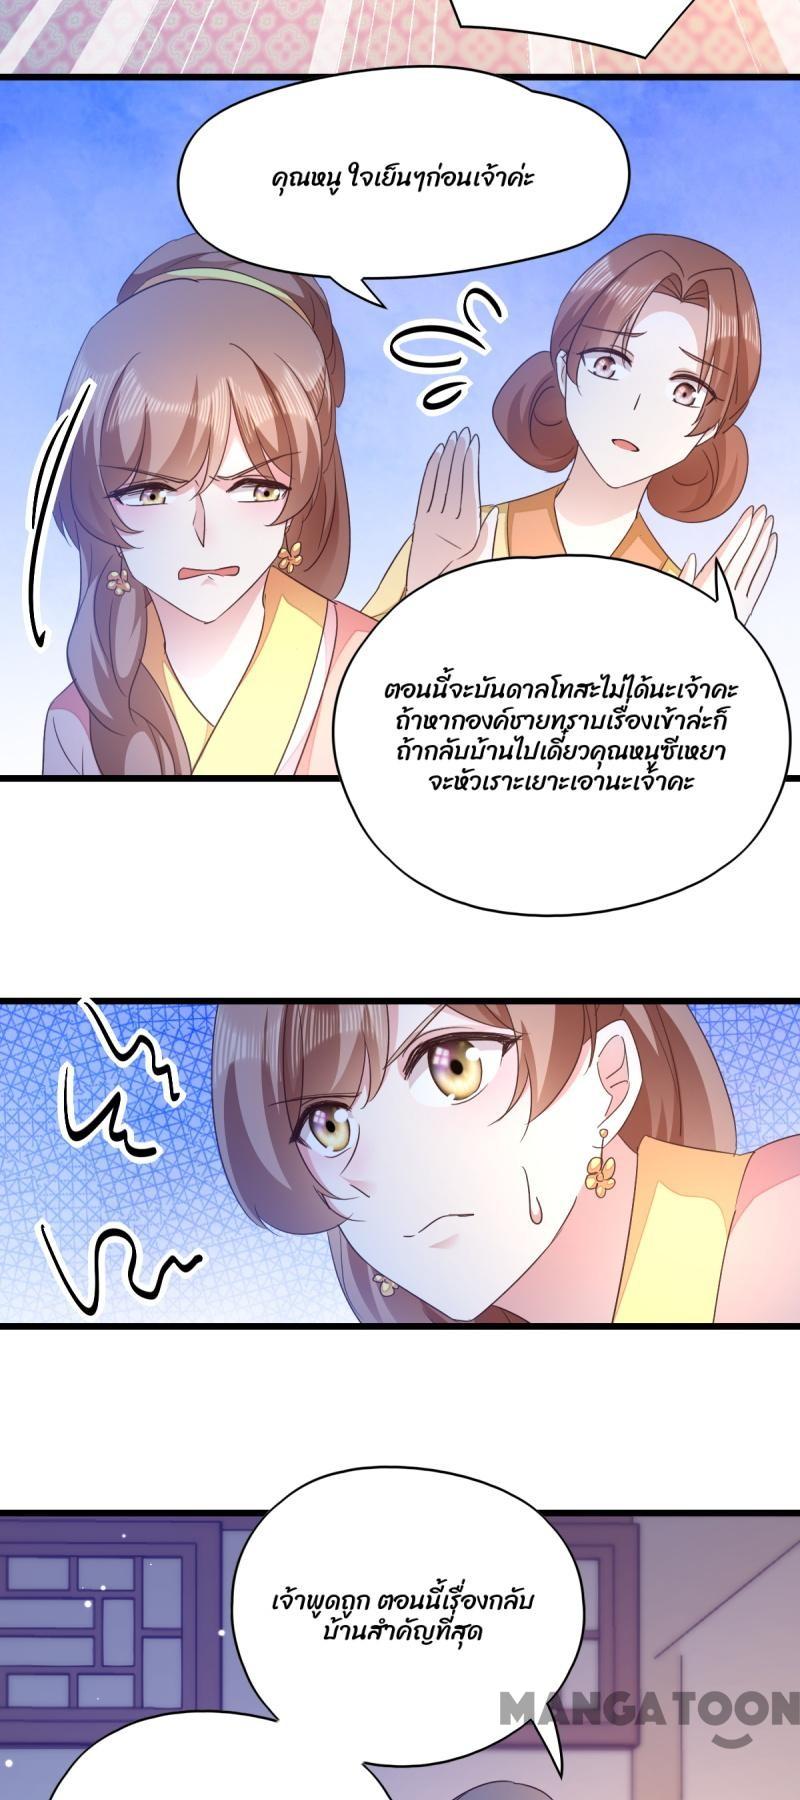 คุณหนู ใจเย็นๆก่อนเจ้าค่ะ
ตอนนี้จะบันดาลโทสะไม่ได้นะเจ้าคะ
ถ้าหากองค์ชายทราบเรื่องเข้าล่ะก็
ถ้ากลับบ้านไปเดี๋ยวคุณหนูซีเหยา
จะหัวเราะเยาะเอานะเจ้าคะ
เจ้าพูดถูก ตอนนี้เรื่องกลับ
บ้านสำคัญที่สุด
MANGATOON